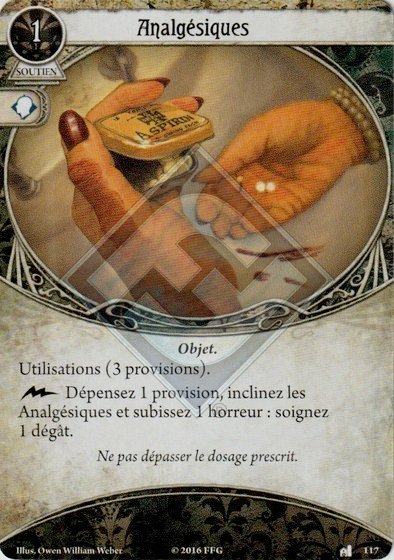 Analgésiques
1
SOUTIEN
ASPIRIN
Objet.
Utilisations (3 provisions).
Dépensez 1 provision, inclinez les
Analgésiques et subissez 1 horreur : soignez
1 dégât.
Ne pas dépasser le dosage prescrit.
Illus. Owen William Weber
© 2016 FFG
117